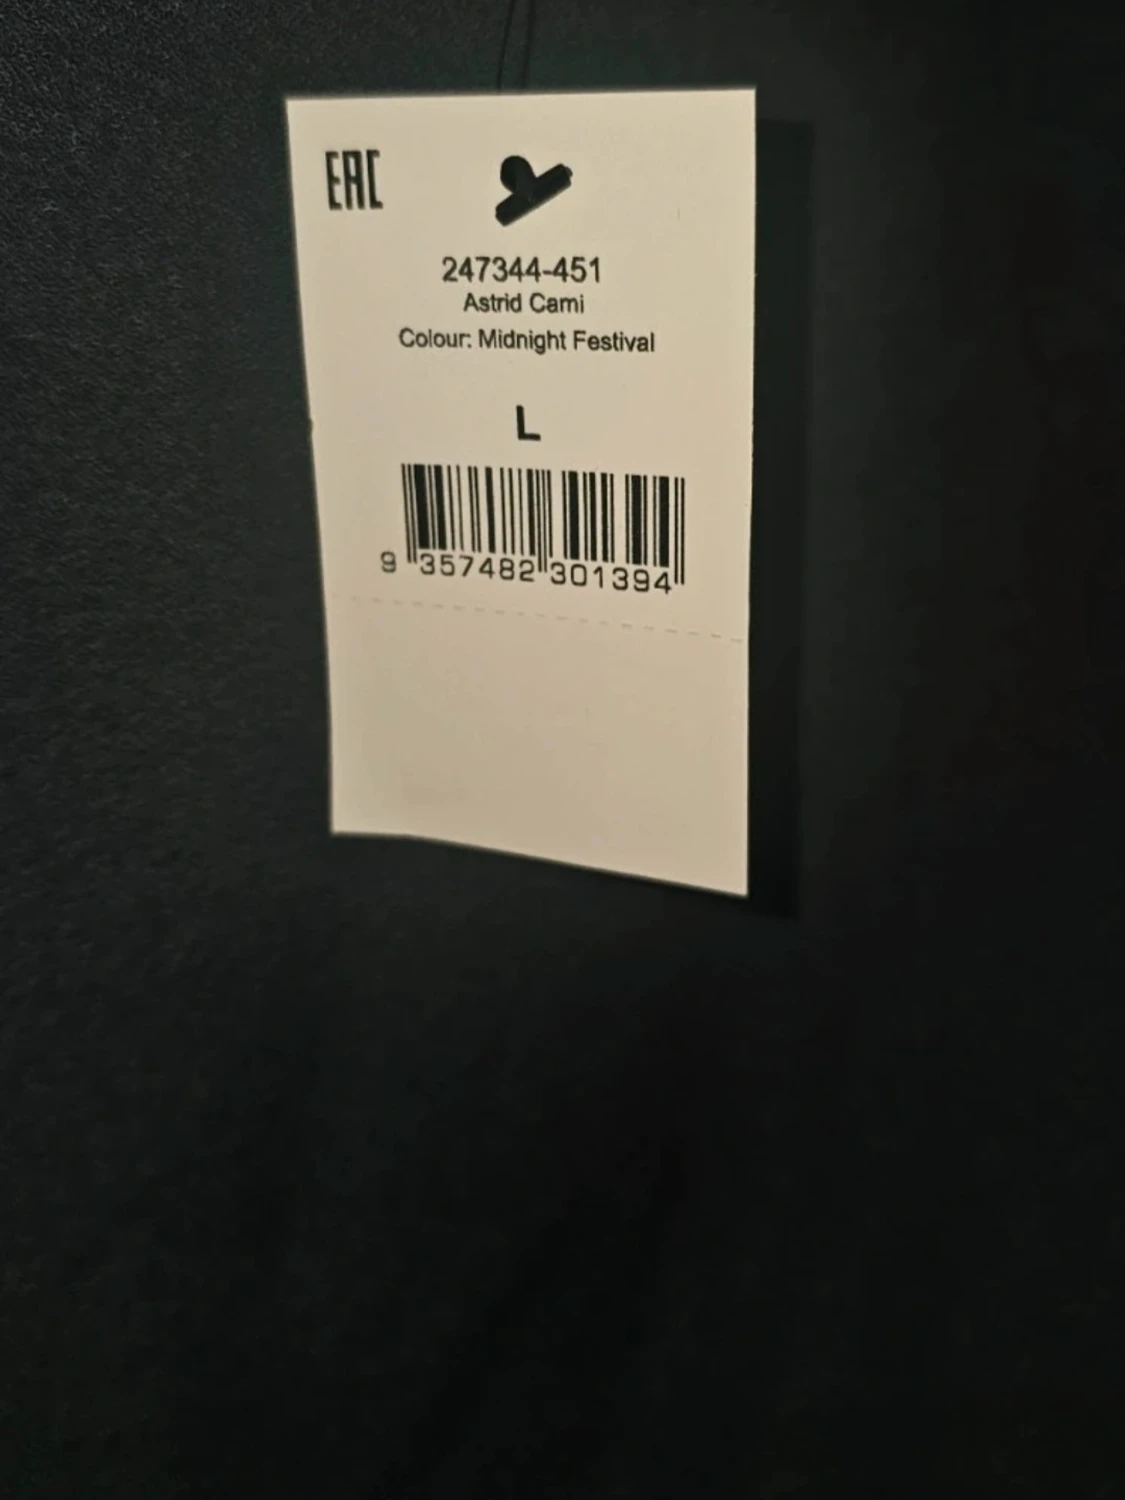 EAC
247344-451
Astrid Cami
Colour: Midnight Festival
L
9 357482 301394